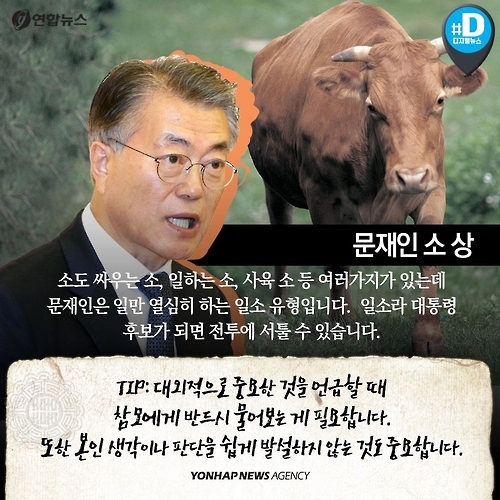 연합뉴스
#D
디지털뉴스
문재인 소 상
소도 싸우는 소, 일하는 소, 사육 소 등 여러가지가 있는데
문재인은 일만 열심히 하는 일소 유형입니다. 일소라 대통령
후보가 되면 전투에 서툴 수 있습니다.
TIP: 대외적으로 중요한 것을 언급할 때
참모에게 반드시 물어보는 게 필요합니다.
또한 본인 생각이나 판단을 쉽게 발설하지 않는 것도 중요합니다.
YONHAP NEWS AGENCY